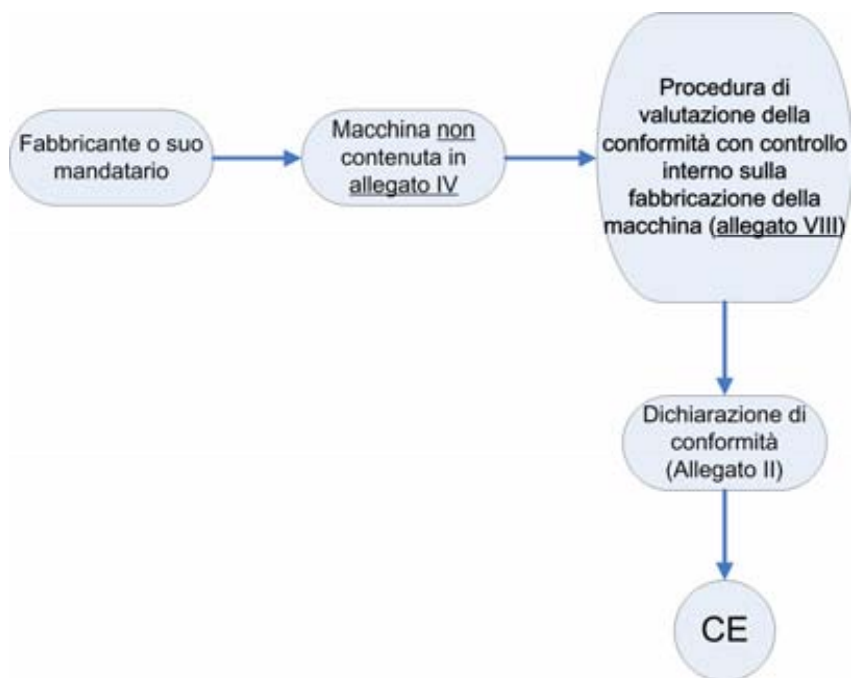 Fabbricante o suo
mandatario
Macchina non
contenuta in
allegato IV
Procedura di
valutazione della
conformità con controllo
interno sulla
fabbricazione della
macchina (allegato VIII)
Dichiarazione di
conformità
(Allegato II)
CE